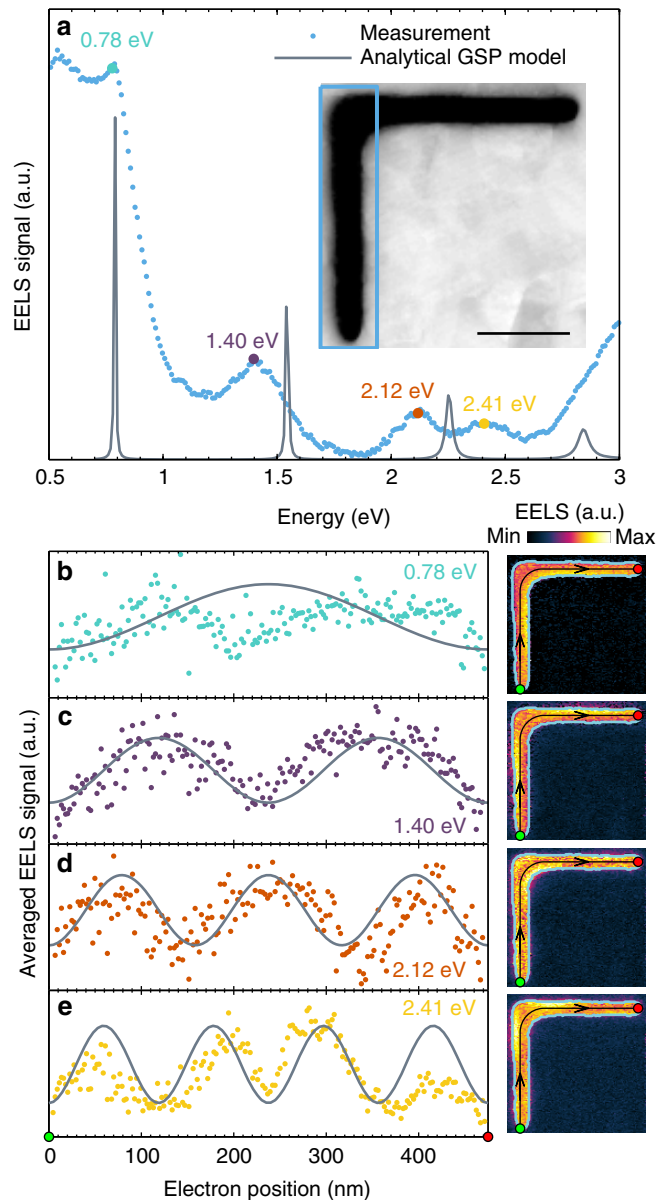 a
0.78 eV
Measurement
Analytical GSP model
1.40 eV
2.12 eV
2.41 eV
EELS signal (a.u.)
0.5 1 1.5 2 2.5 3
Energy (eV)
EELS (a.u.)
Min Max
b
0.78 eV
c
1.40 eV
d
2.12 eV
e
2.41 eV
Averaged EELS signal (a.u.)
0 100 200 300 400
Electron position (nm)